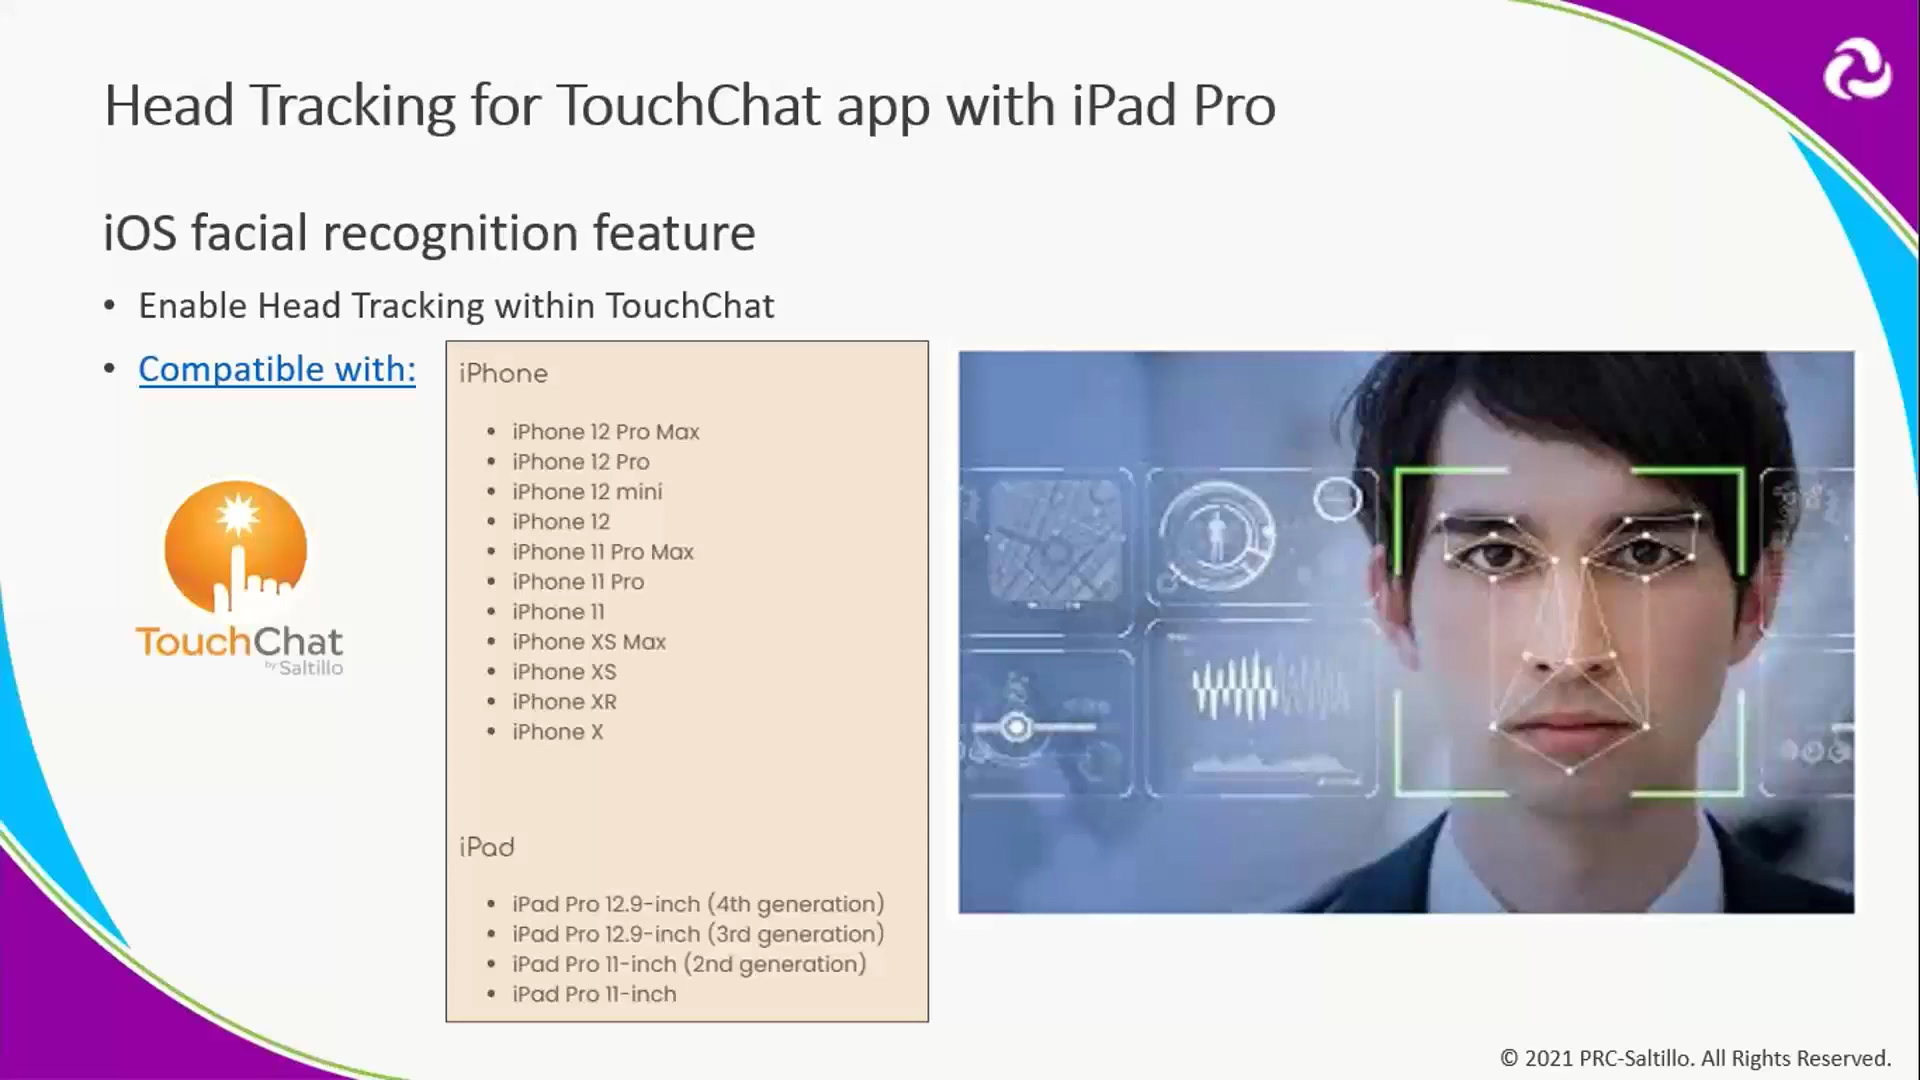 Head Tracking for TouchChat app with iPad Pro
iOS facial recognition feature
• Enable Head Tracking within TouchChat
• Compatible with:
iPhone
• iPhone 12 Pro Max
• iPhone 12 Pro
• iPhone 12 mini
• iPhone 12
• iPhone 11 Pro Max
• iPhone 11 Pro
• iPhone 11
• iPhone XS Max
• iPhone XS
• iPhone XR
• iPhone X
iPad
• iPad Pro 12.9-inch (4th generation)
• iPad Pro 12.9-inch (3rd generation)
• iPad Pro 11-inch (2nd generation)
• iPad Pro 11-inch
TouchChat
by Saltillo
© 2021 PRC-Saltillo. All Rights Reserved.